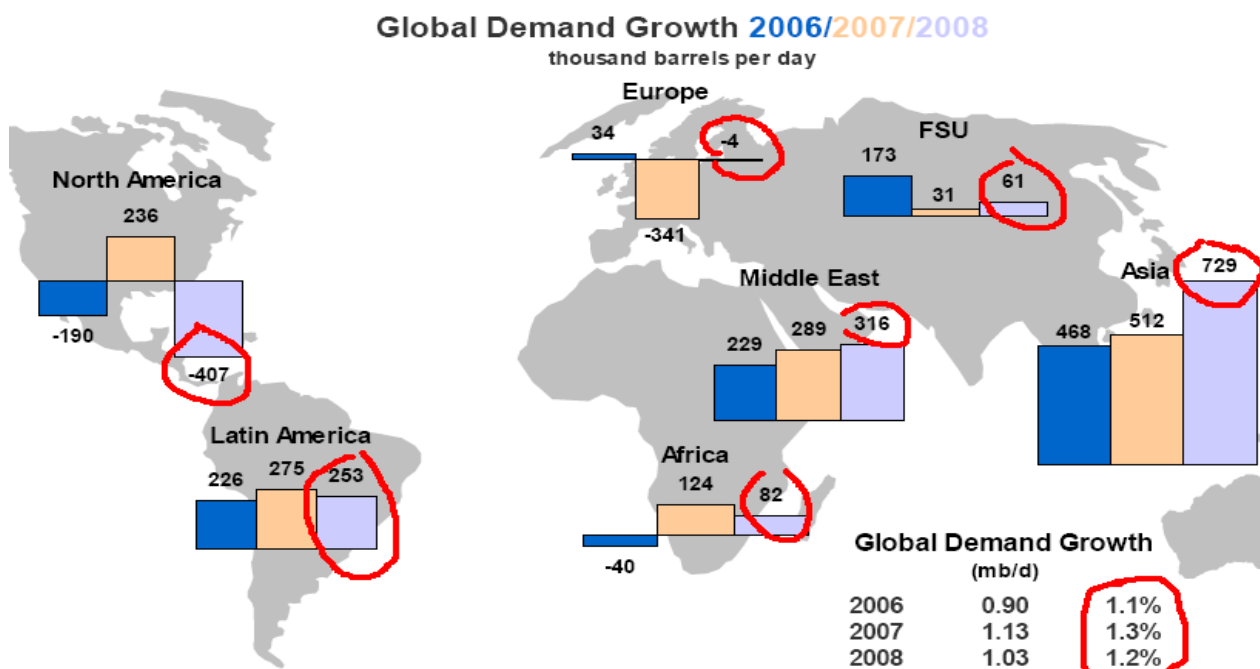 Global Demand Growth 2006/2007/2008
thousand barrels per day
Europe
34
-4
-341
FSU
173
31
61
North America
236
-190
-407
Middle East
229
289
316
Asia
468
512
729
Latin America
226
275
253
Africa
-40
124
82
Global Demand Growth
(mb/d)
2006 0.90 1.1%
2007 1.13 1.3%
2008 1.03 1.2%